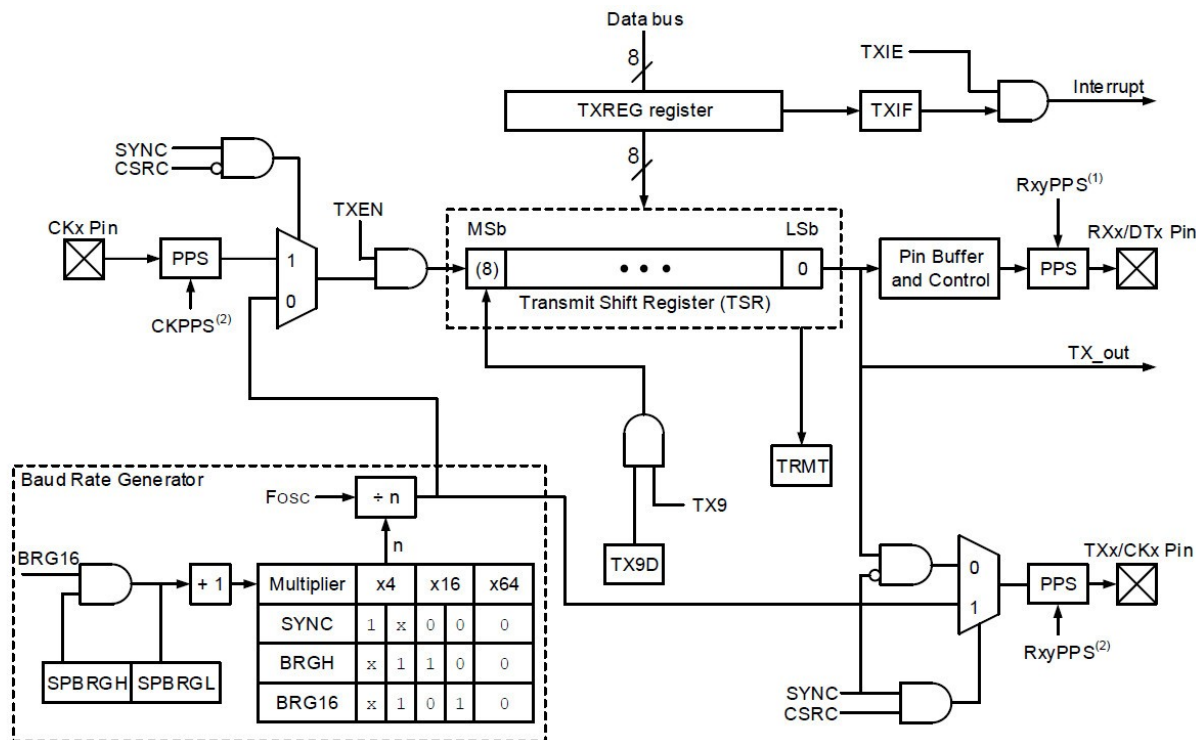 Data bus
8
TXIE
TXREG register
TXIF
Interrupt
8
SYNC
CSRC
RxyPPS(1)
TXEN
MSb
LSb
RXx/DTx Pin
CKx Pin
PPS
1
(8)
• • •
0
Pin Buffer
and Control
PPS
0
Transmit Shift Register (TSR)
CKPPS(2)
TX_out
TRMT
Baud Rate Generator
FOSC
÷ n
TX9
n
BRG16
TX9D
TXx/CKx Pin
+ 1
Multiplier x4 x16 x64
0
PPS
SYNC 1 x 0 0 0
1
BRGH x 1 1 0 0
RxyPPS(2)
SPBRGH SPBRGL
BRG16 x 1 0 1 0
SYNC
CSRC